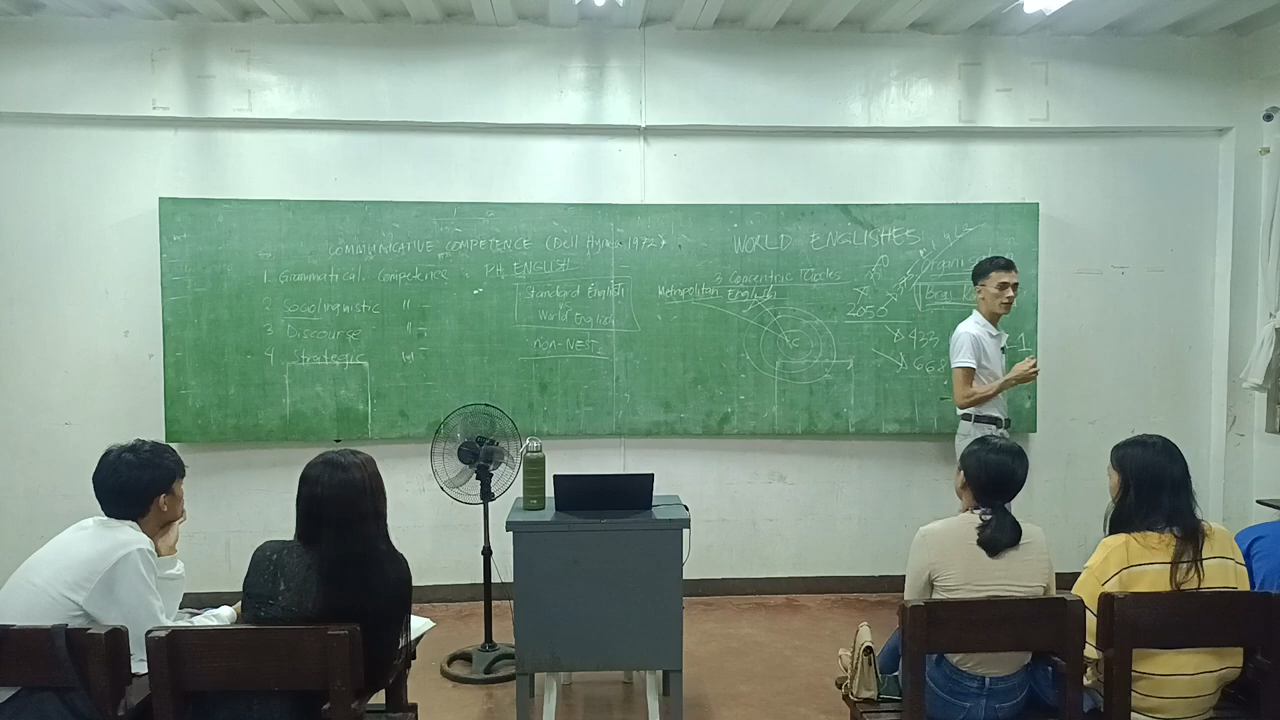 COMMUNICATIVE COMPETENCE (Dell Hymes 1972)
1. Grammatical Competence : PH ENGLISH
2 Sociolinguistic "
3 Discourse "
4. Strategic "
Standard English
World English
non-NEST
WORLD ENGLISHES
3 Concentric Circles
Metropolitan English
2050
433
668